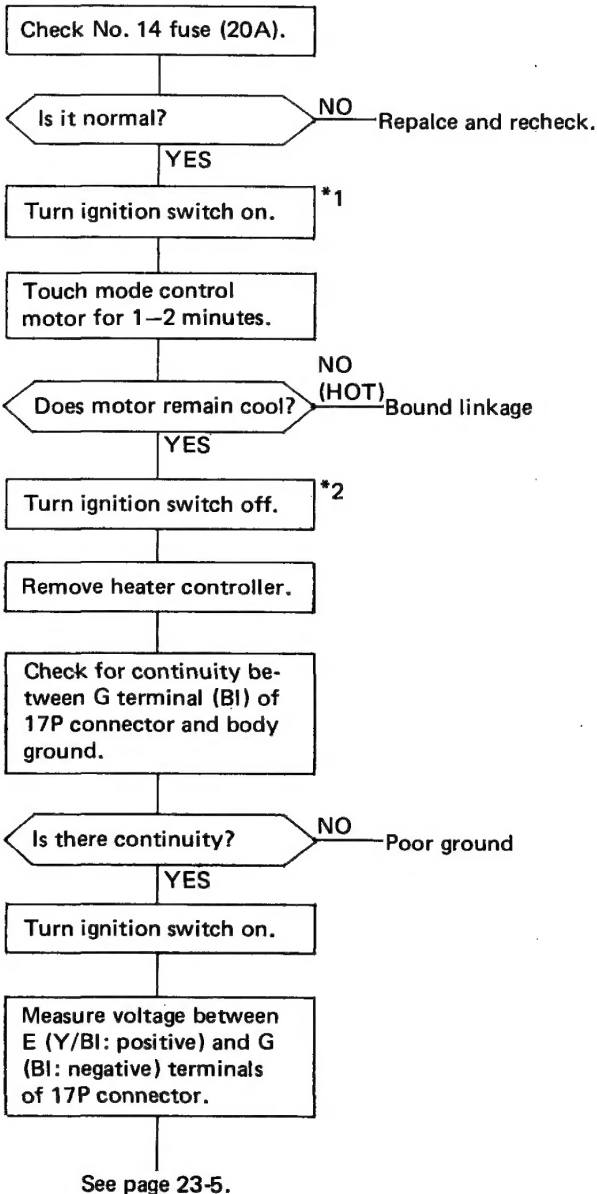 Check No. 14 fuse (20A).
Is it normal?
NO
Repalce and recheck.
YES
Turn ignition switch on.
*1
Touch mode control
motor for 1–2 minutes.
NO
(HOT)
Does motor remain cool?
Bound linkage
YES
Turn ignition switch off.
*2
Remove heater controller.
Check for continuity be-
tween G terminal (Bl) of
17P connector and body
ground.
Is there continuity?
NO
Poor ground
YES
Turn ignition switch on.
Measure voltage between
E (Y/Bl: positive) and G
(Bl: negative) terminals
of 17P connector.
See page 23-5.